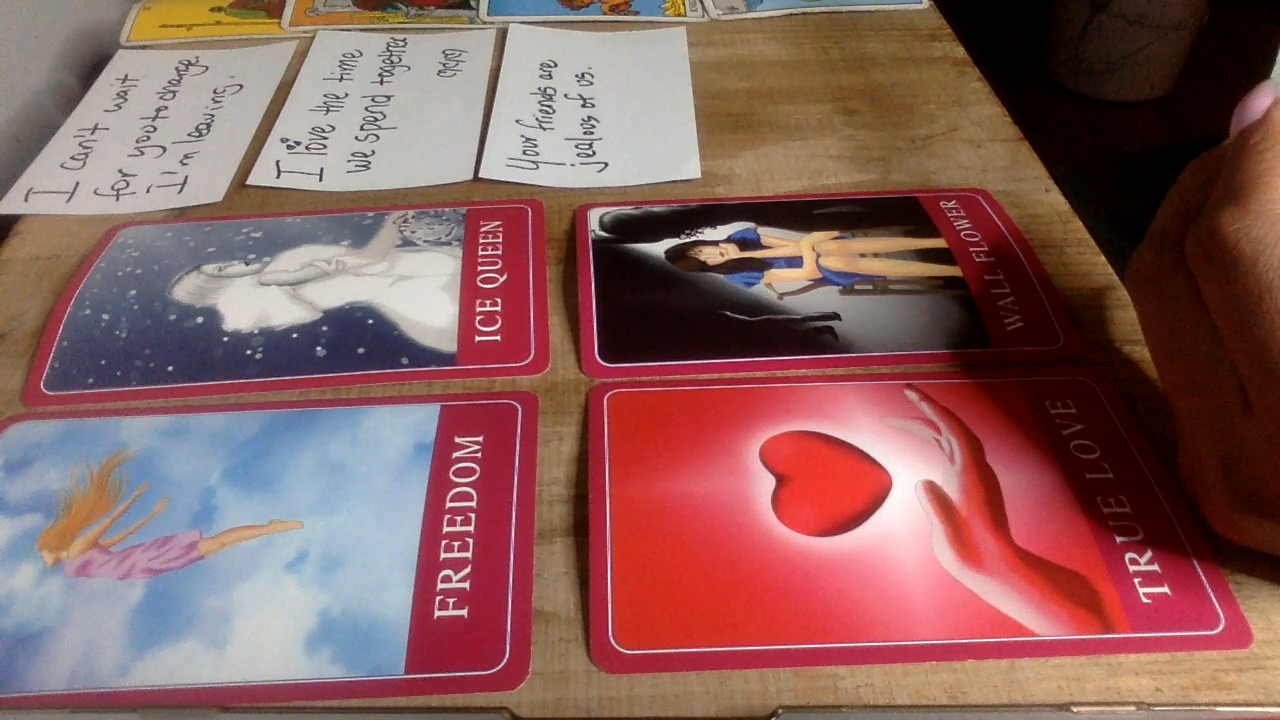 I can't wait
for you to change.
I'm leaving.
I love the time
we spend together
Your friends are
jealous of us.
ICE QUEEN
WALL FLOWER
FREEDOM
TRUE LOVE